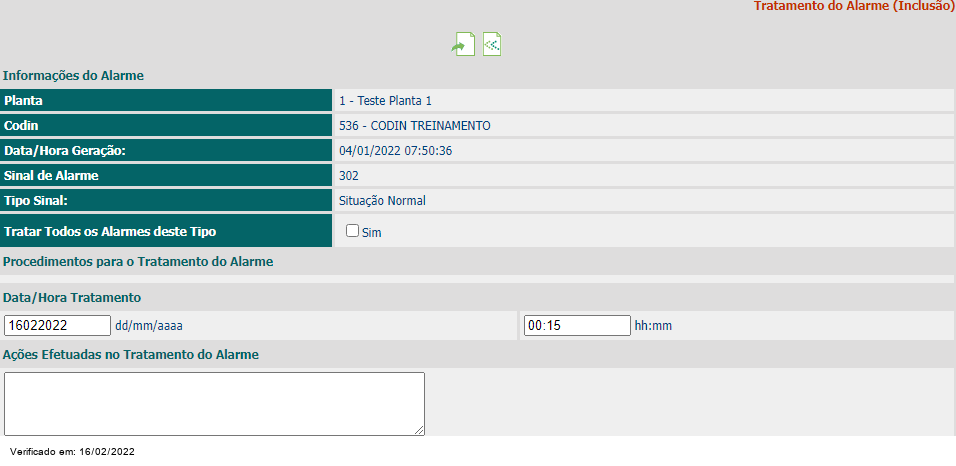 Tratamento do Alarme (Inclusão)
Informações do Alarme
Planta 1 - Teste Planta 1
Codin 536 - CODIN TREINAMENTO
Data/Hora Geração: 04/01/2022 07:50:36
Sinal de Alarme 302
Tipo Sinal: Situação Normal
Tratar Todos os Alarmes deste Tipo Sim
Procedimentos para o Tratamento do Alarme
Data/Hora Tratamento
16022022 dd/mm/aaaa 00:15 hh:mm
Ações Efetuadas no Tratamento do Alarme
Verificado em: 16/02/2022